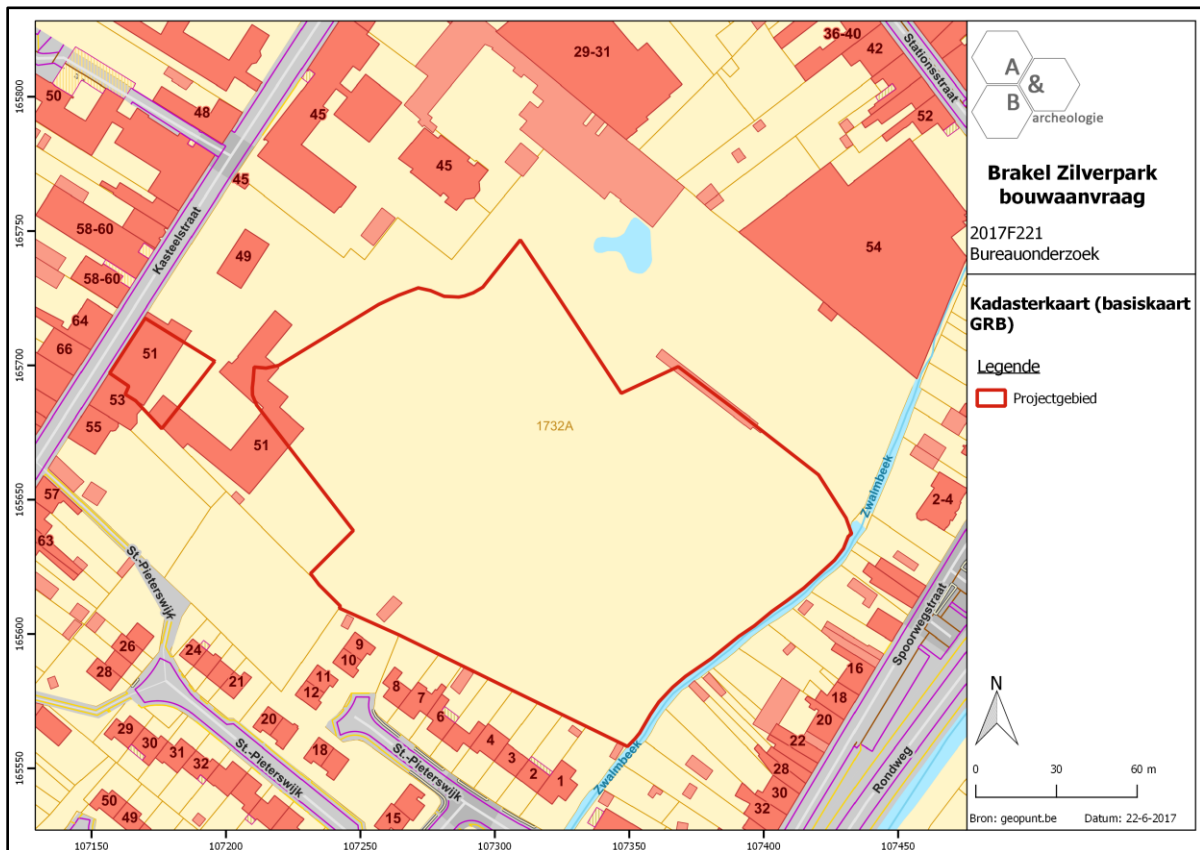 29-31
36-40
42
Stationsstraat
52
50
48
45
45
45
Kasteelstraat
58-60
58-60
49
64
66
54
51
53
55
51
1732A
57
63
St.-Pieterswijk
Zwalmbeek
2-4
Spoorwegstraat
26
28
24
21
9
10
11
12
8
7
6
4
3
2
1
16
18
20
22
28
30
32
20
18
29
30
31
32
St.-Pieterswijk
St.-Pieterswijk
Zwalmbeek
Rondweg
50
49
15
165800
165750
165700
165650
165600
165550
107150
107200
107250
107300
107350
107400
107450
A
&
B
archeologie
Brakel Zilverpark
bouwaanvraag
2017F221
Bureauonderzoek
Kadasterkaart (basiskaart
GRB)
Legende
Projectgebied
N
0 30 60 m
Bron: geopunt.be Datum: 22-6-2017